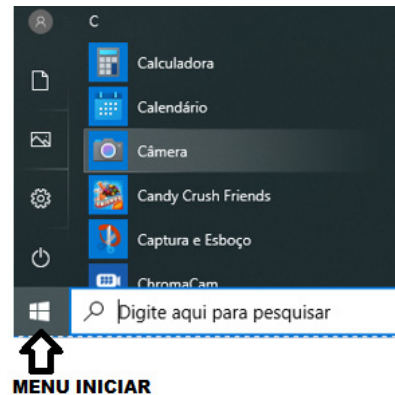 C
Calculadora
Calendário
Câmera
Candy Crush Friends
Captura e Esboço
ChromaCam
Digite aqui para pesquisar
MENU INICIAR